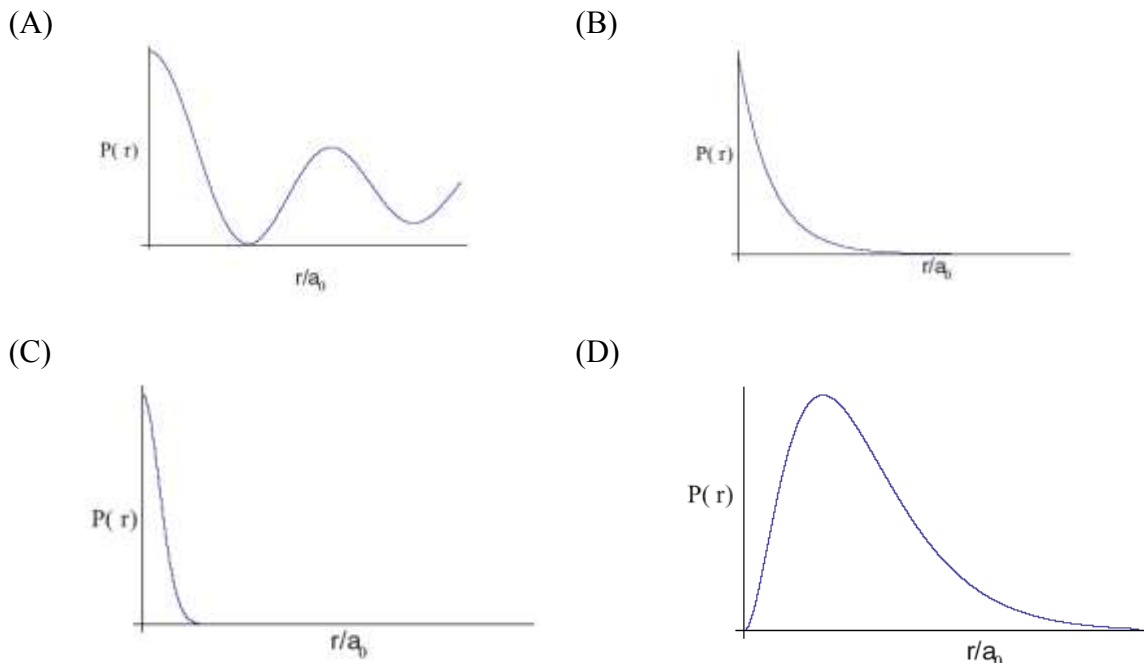 (A)
(B)
P( r)
r/a₀
P( r)
r/a₀
(C)
(D)
P( r)
r/a₀
P( r)
r/a₀